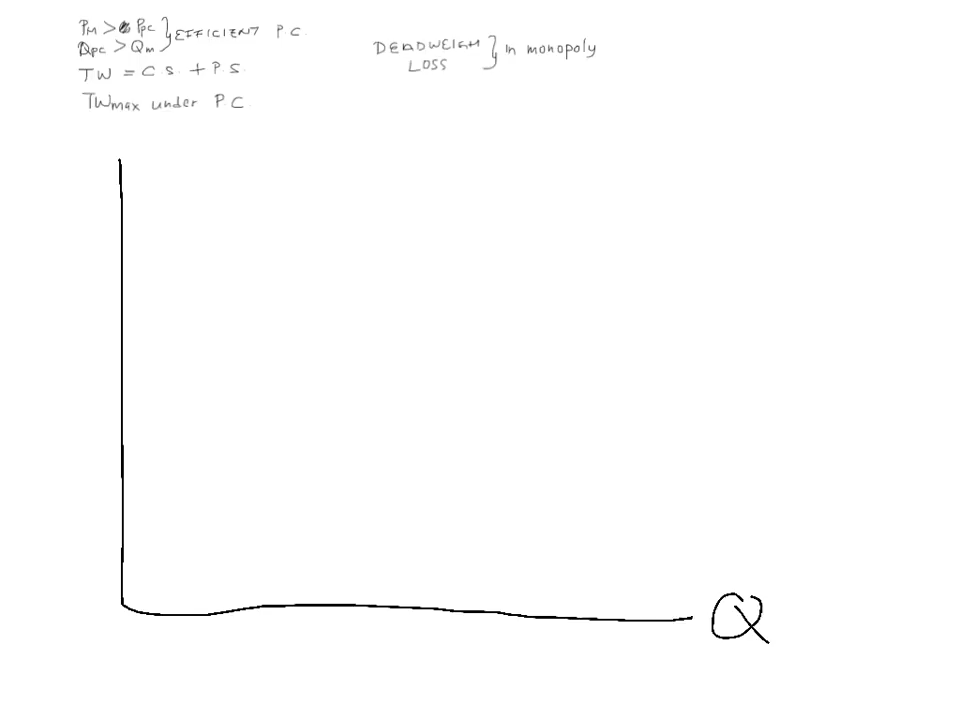 PM > PPC } EFFICIENT P.C.
QPC > Qm
TW = C.S. + P.S.
TWmax under P.C.
DEADWEIGH } in monopoly
LOSS
Q